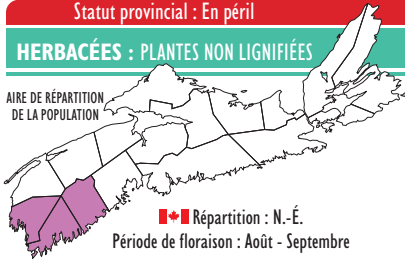 Statut provincial : En péril
HERBACÉES : PLANTES NON LIGNIFIÉES
AIRE DE RÉPARTITION
DE LA POPULATION
Répartition : N.-É.
Période de floraison : Août - Septembre